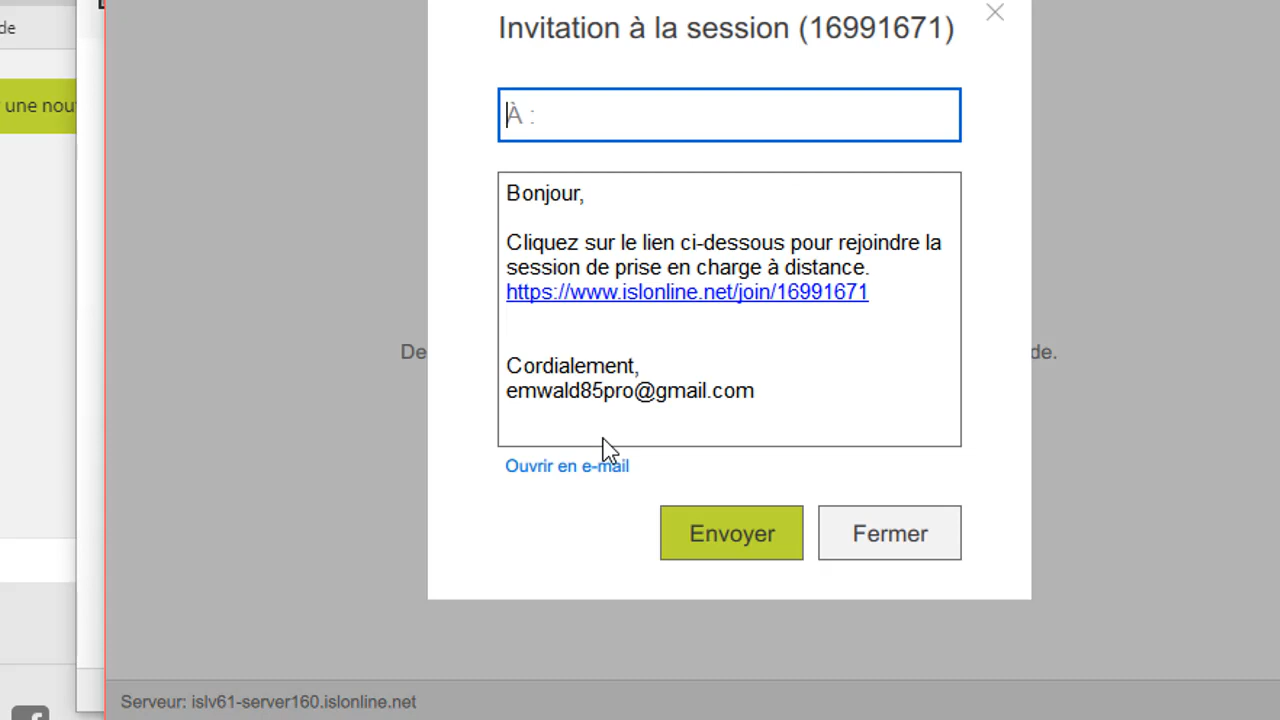 de
Invitation à la session (16991671)
une nou
À :
Bonjour,
Cliquez sur le lien ci-dessous pour rejoindre la
session de prise en charge à distance.
https://www.islonline.net/join/16991671
De
de.
Cordialement,
emwald85pro@gmail.com
Ouvrir en e-mail
Envoyer
Fermer
Serveur: islv61-server160.islonline.net